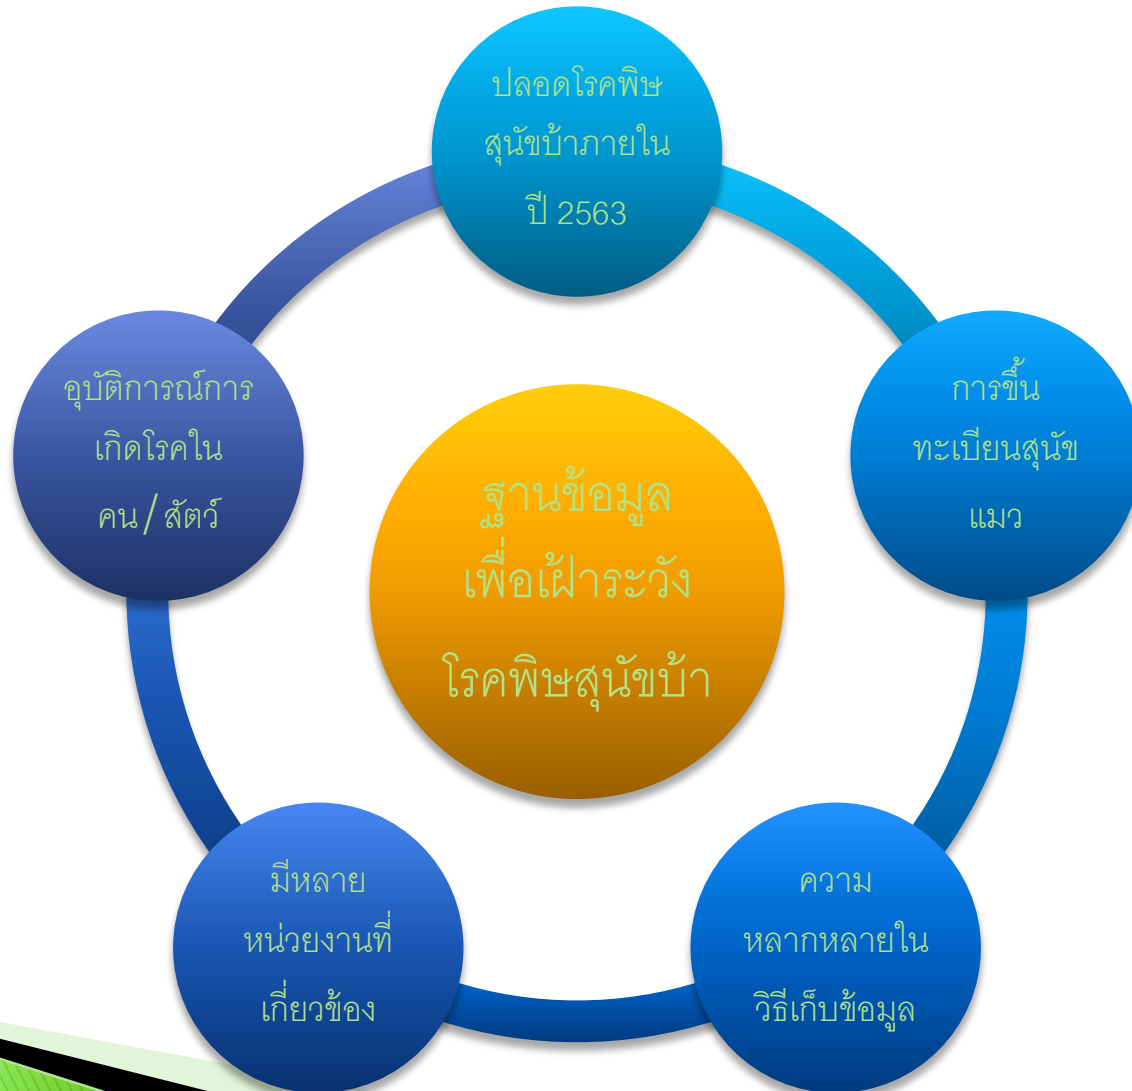 ปลอดโรคพิษ
สุนัขบ้าภายใน
ปี 2563
การขึ้น
ทะเบียนสุนัข
แมว
ความ
หลากหลายใน
วิธีเก็บข้อมูล
มีหลาย
หน่วยงานที่
เกี่ยวข้อง
อุบัติการณ์การ
เกิดโรคใน
คน/สัตว์
ฐานข้อมูล
เพื่อเฝ้าระวัง
โรคพิษสุนัขบ้า